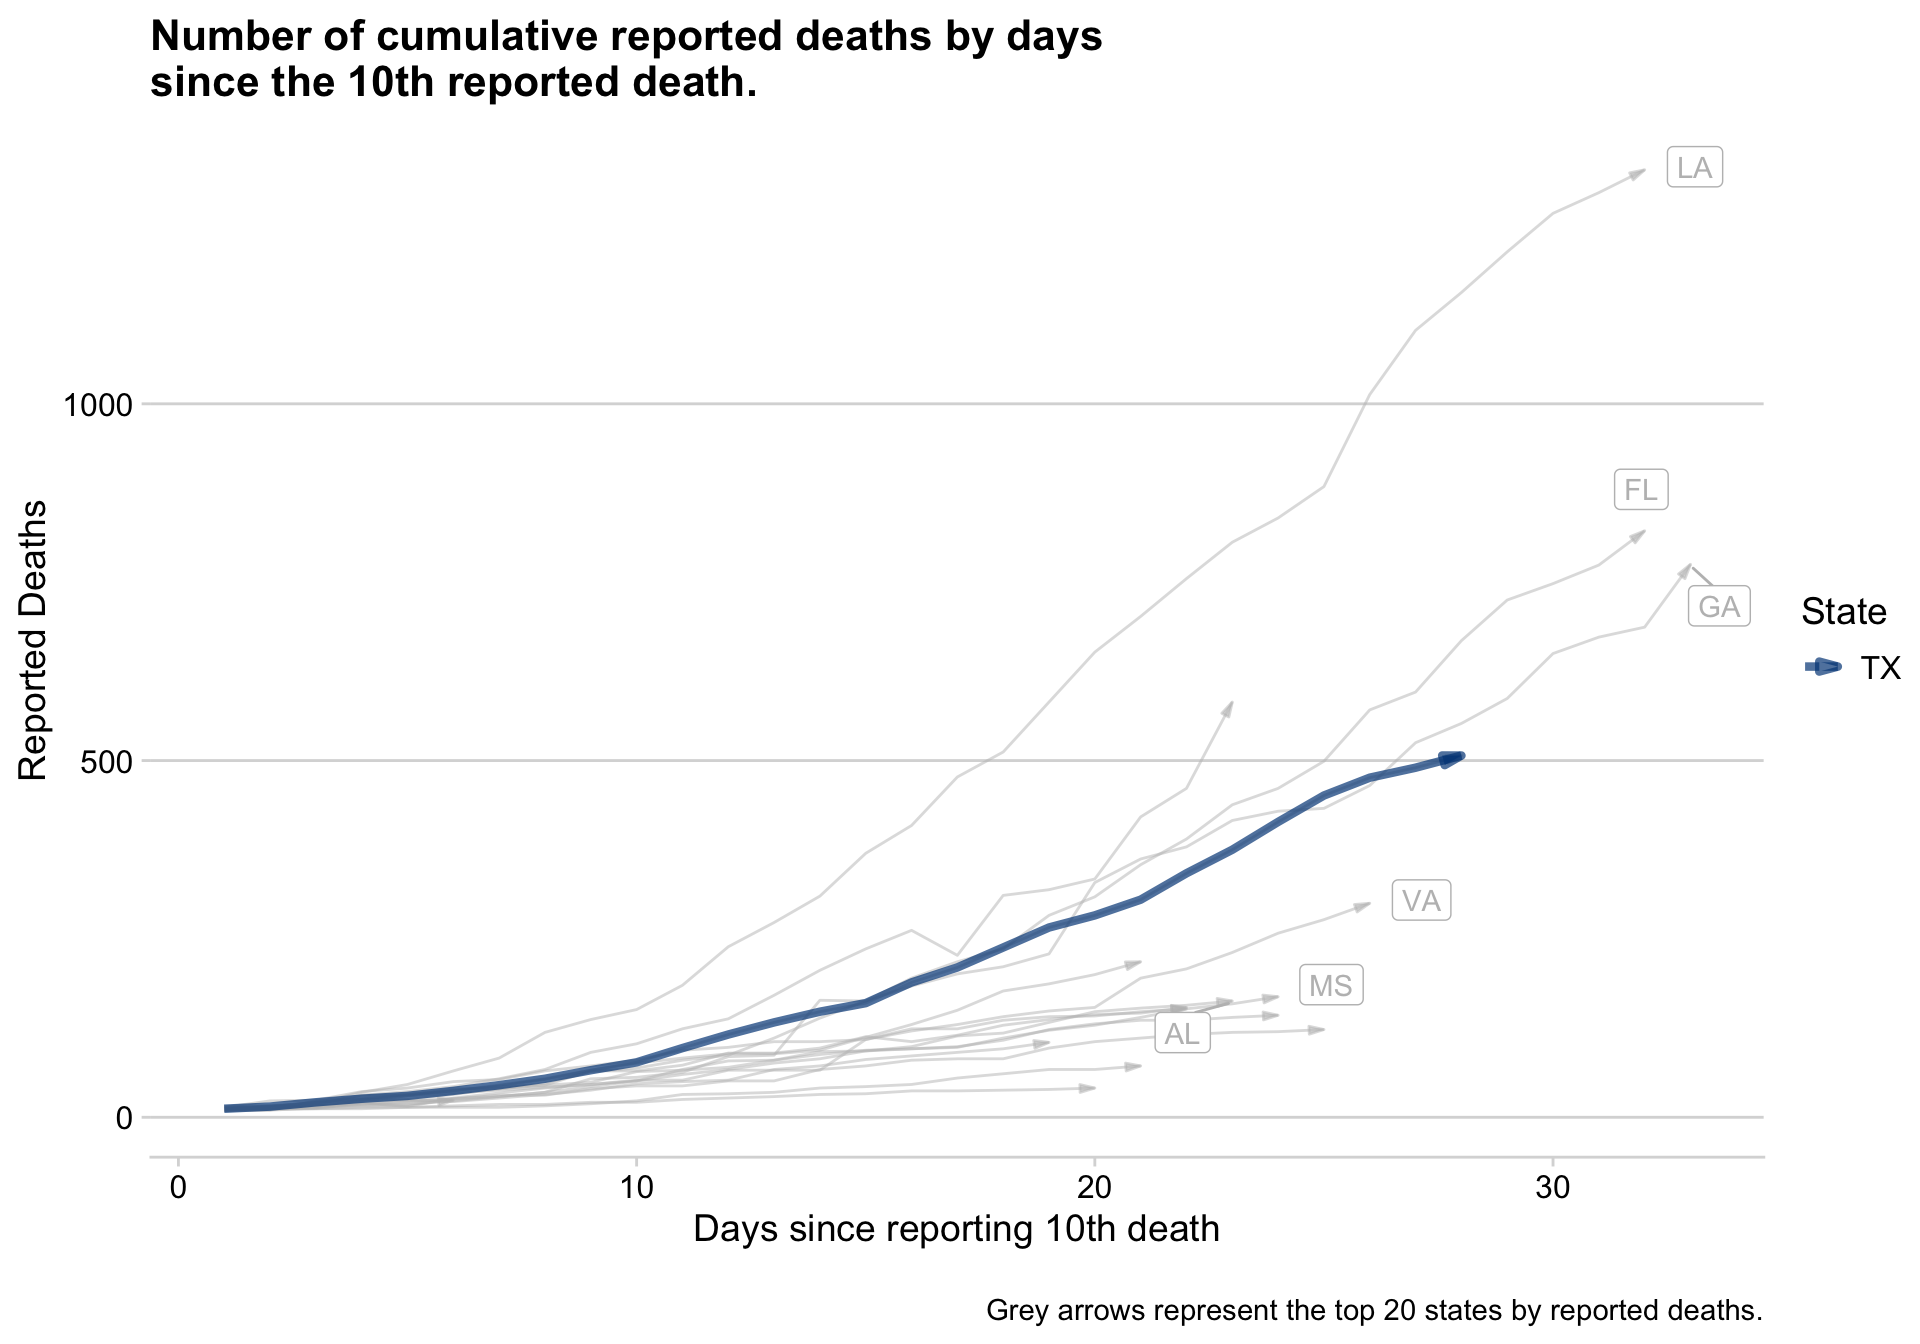 Number of cumulative reported deaths by days
since the 10th reported death.
LA
1000
FL
Reported Deaths
GA
State
TX
500
VA
MS
AL
0
0 10 20 30
Days since reporting 10th death
Grey arrows represent the top 20 states by reported deaths.